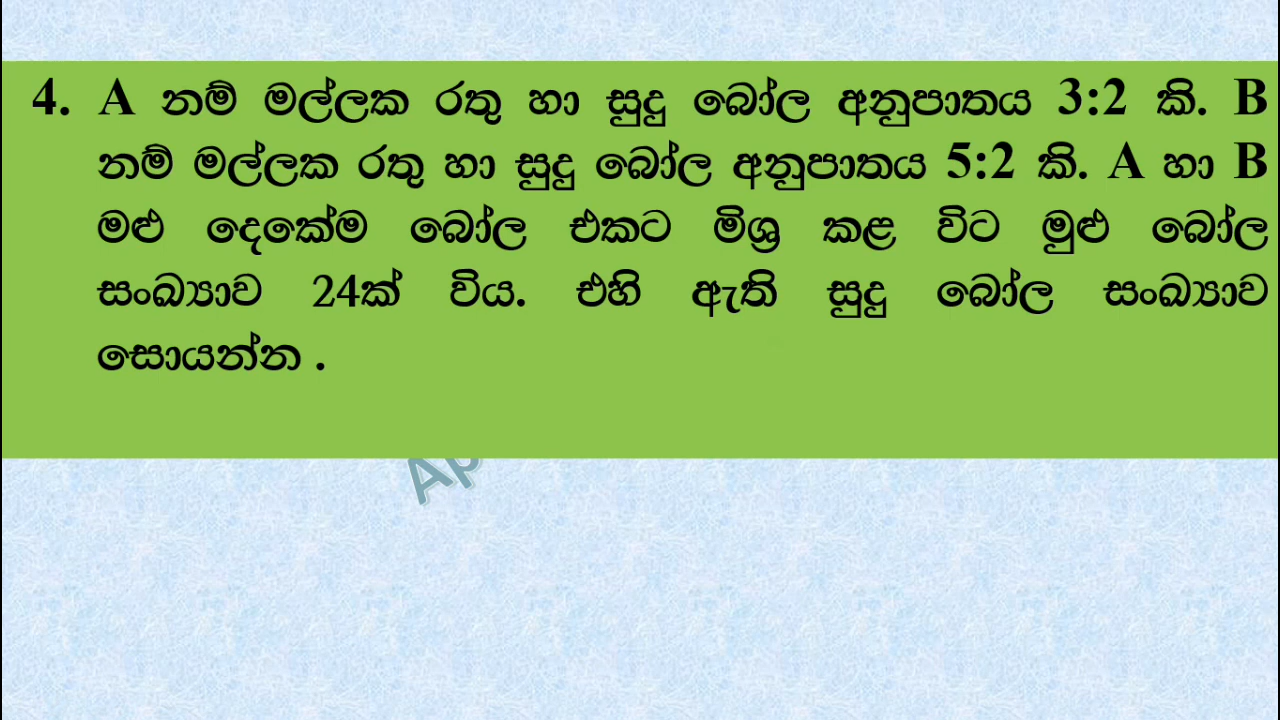 4. A නම් මල්ලක රතු හා සුදු බෝල අනුපාතය 3:2 කි. B
නම් මල්ලක රතු හා සුදු බෝල අනුපාතය 5:2 කි. A හා B
මළු දෙකේම බෝල එකට මිශ්‍ර කළ විට මුළු බෝල
සංඛ්‍යාව 24ක් විය. එහි ඇති සුදු බෝල සංඛ්‍යාව
සොයන්න .